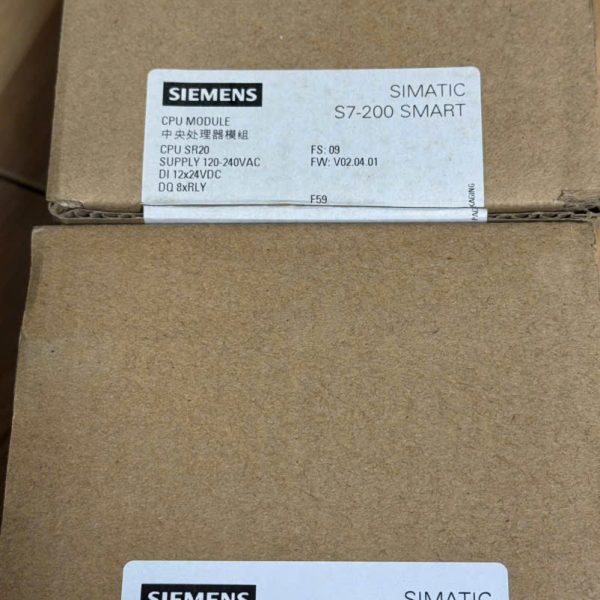 SIEMENS
SIMATIC
S7-200 SMART
CPU MODULE
中央处理器模組
CPU SR20 FS: 09
SUPPLY 120-240VAC FW: V02.04.01
DI 12x24VDC
DQ 8xRLY
F59
PACKAGING
SIEMENS
SIMATIC